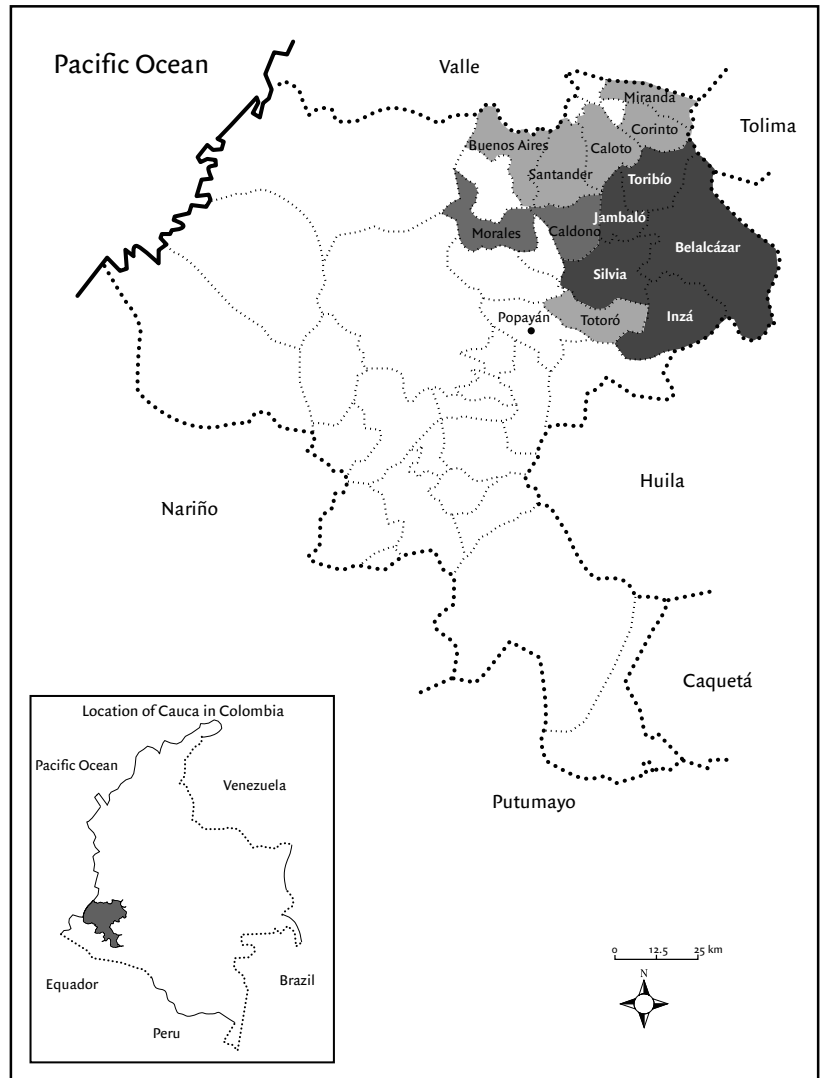 Pacific Ocean
Valle
Tolima
Miranda
Corinto
Buenos Aires
Caloto
Santander
Toribío
Jambaló
Morales
Caldono
Belalcázar
Silvia
Inzá
Popayán
Totoró
Nariño
Huila
Caquetá
Putumayo
Location of Cauca in Colombia
Pacific Ocean
Venezuela
Equador
Brazil
Peru
0 12.5 25 km
N